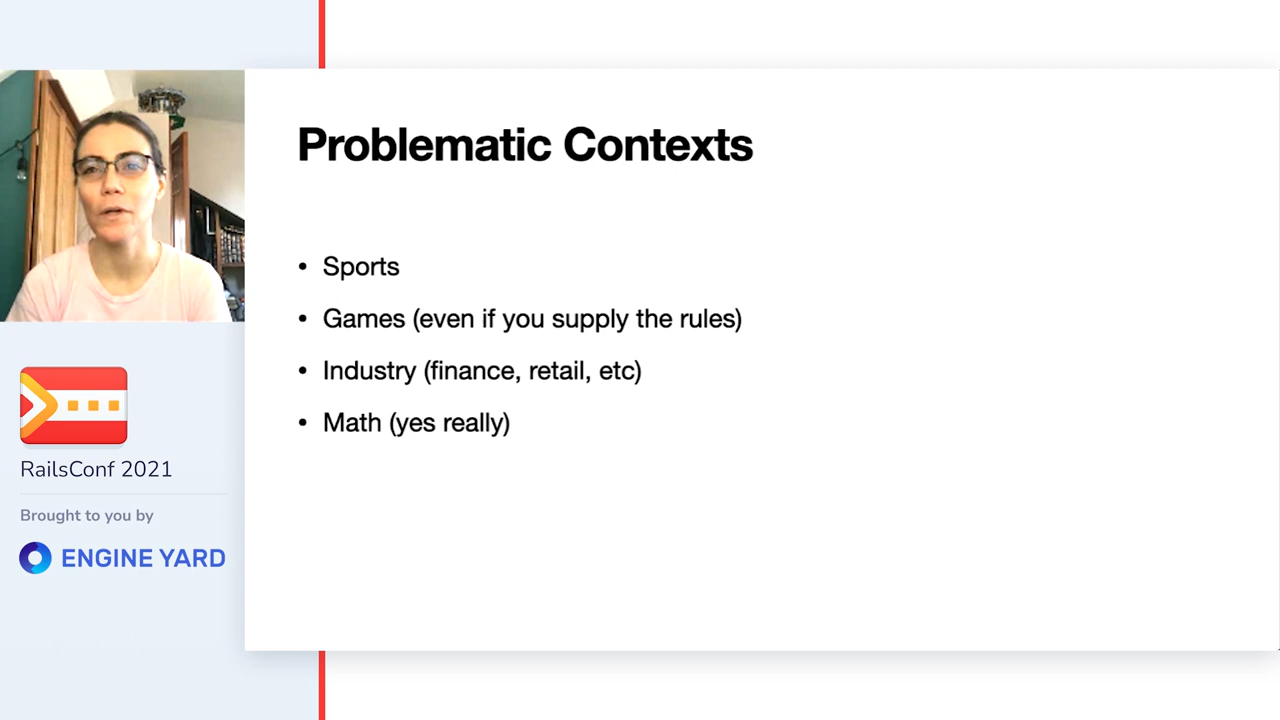 Problematic Contexts
• Sports
• Games (even if you supply the rules)
• Industry (finance, retail, etc)
• Math (yes really)
RailsConf 2021
Brought to you by
ENGINE YARD